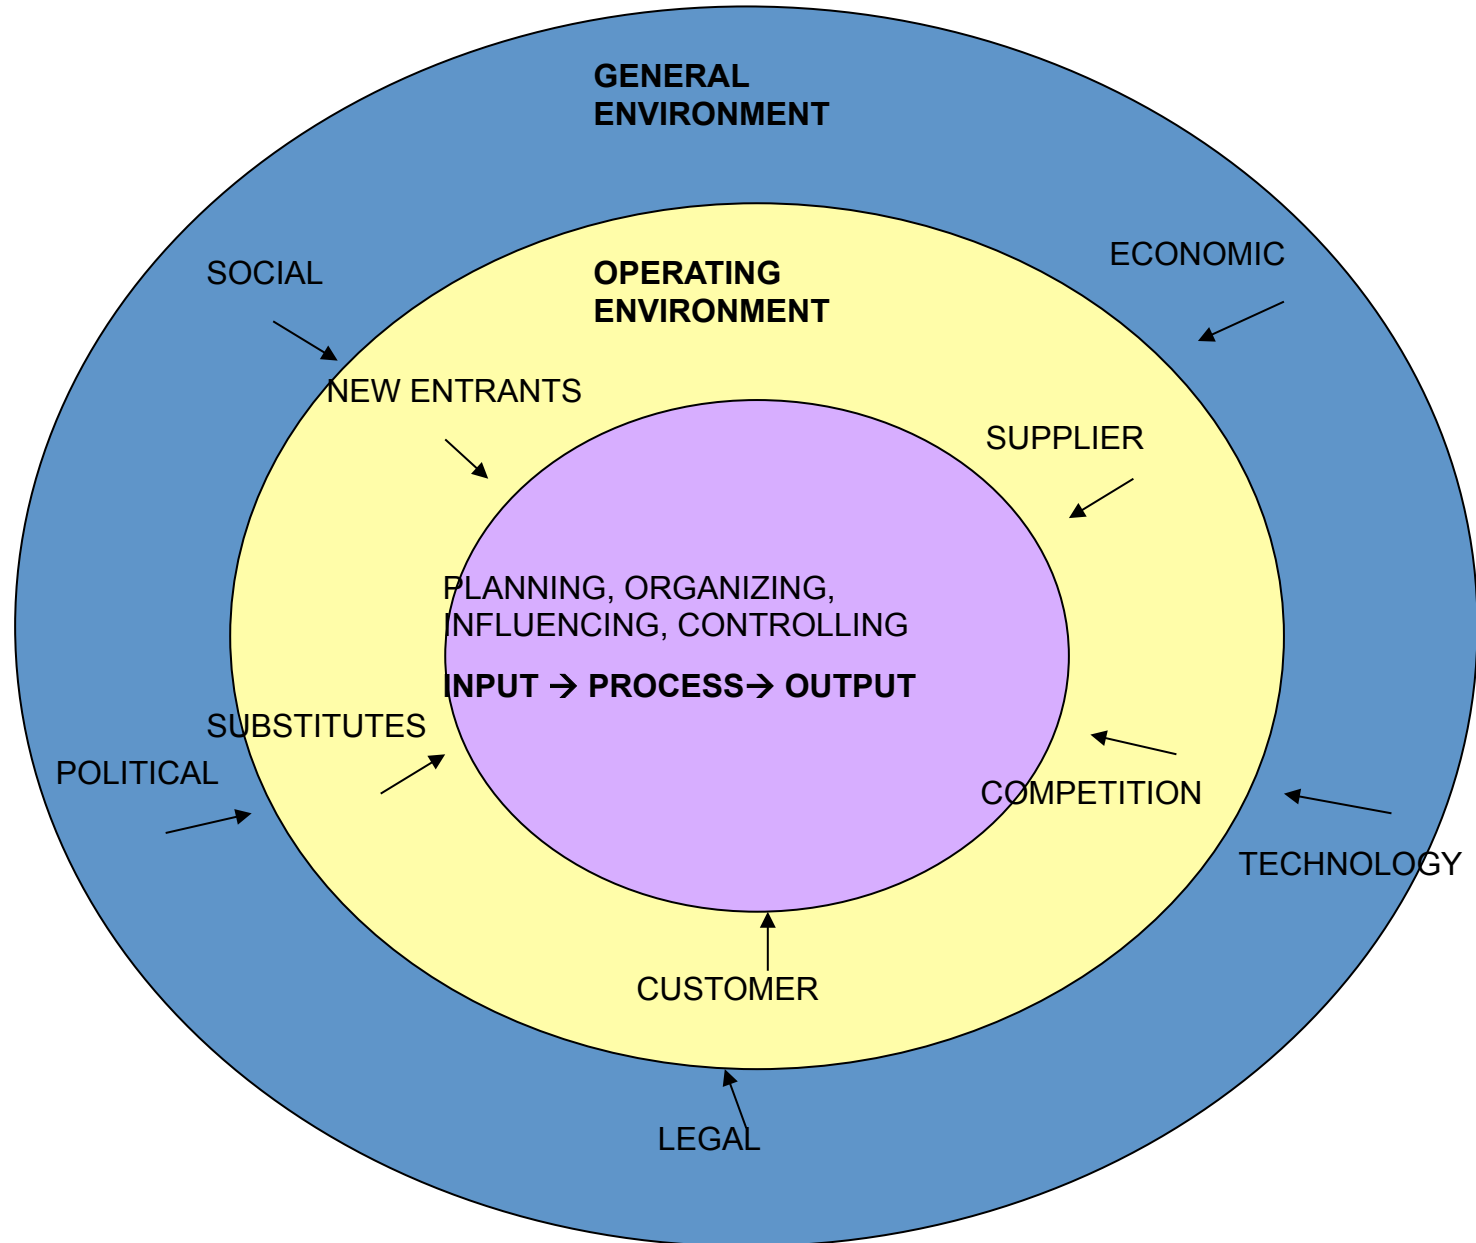 GENERAL
ENVIRONMENT
ECONOMIC
SOCIAL
OPERATING
ENVIRONMENT
NEW ENTRANTS
SUPPLIER
PLANNING, ORGANIZING,
INFLUENCING, CONTROLLING
INPUT → PROCESS→ OUTPUT
SUBSTITUTES
POLITICAL
COMPETITION
TECHNOLOGY
CUSTOMER
LEGAL